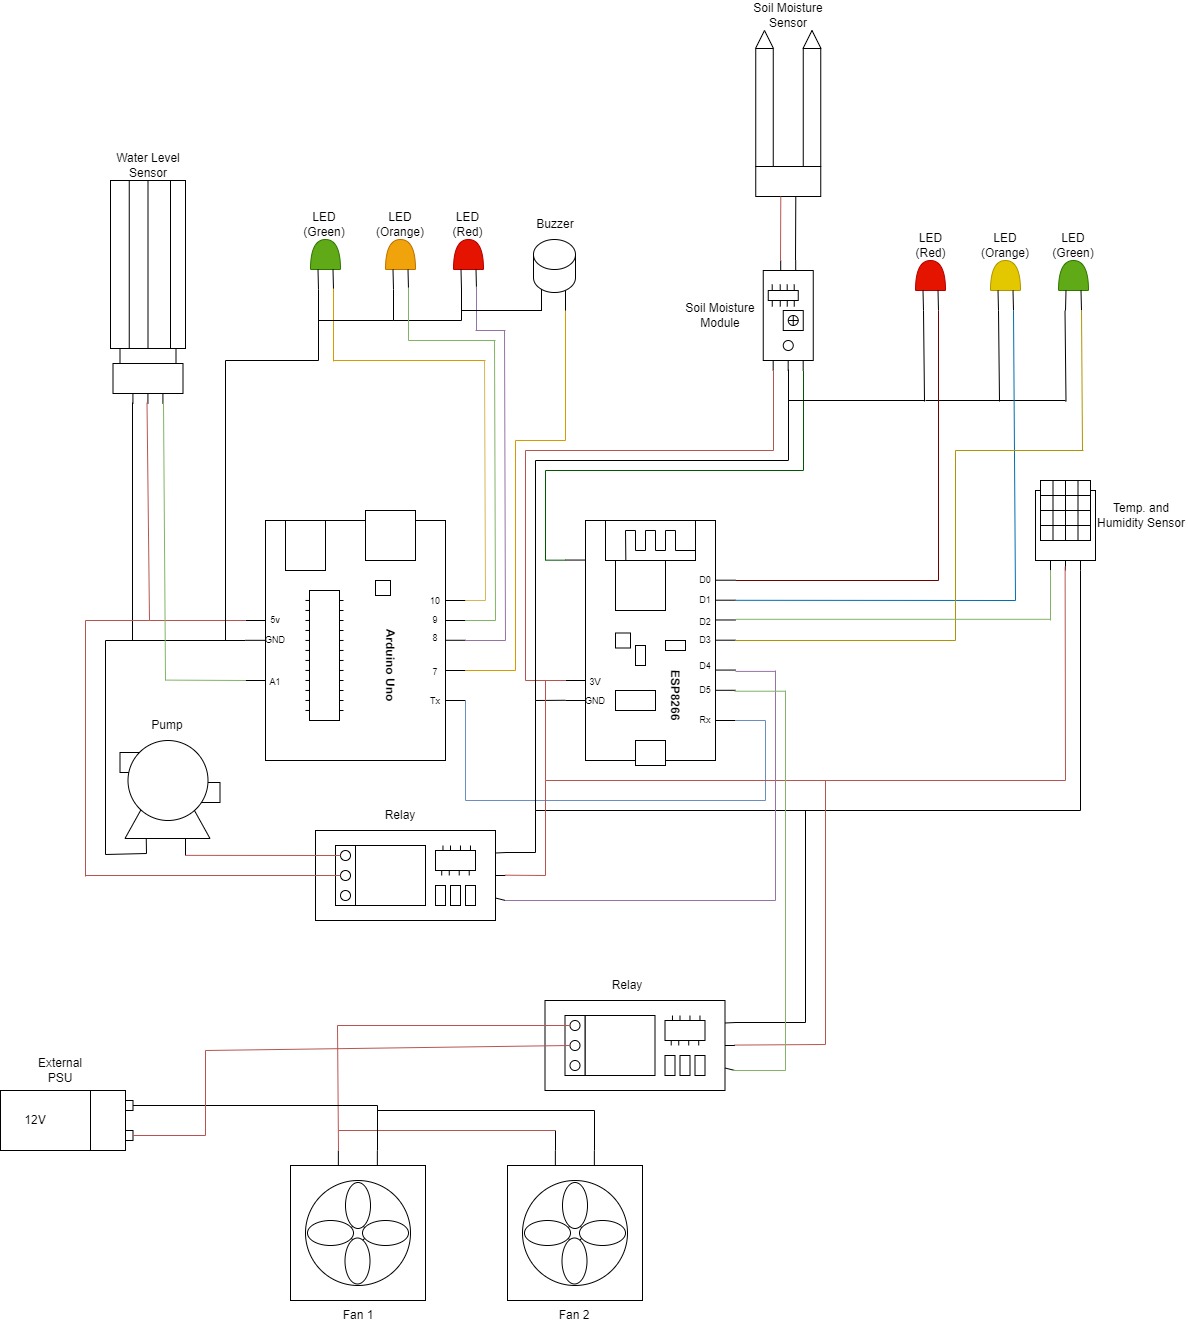 Soil Moisture
Sensor
Water Level
Sensor
LED
(Green)
LED
(Orange)
LED
(Red)
Buzzer
LED
(Red)
LED
(Orange)
LED
(Green)
Soil Moisture
Module
Temp. and
Humidity Sensor
5v
GND
A1
Arduino Uno
10
9
8
7
Tx
3V
GND
ESP8266
D0
D1
D2
D3
D4
D5
Rx
Pump
Relay
Relay
External
PSU
12V
Fan 1
Fan 2